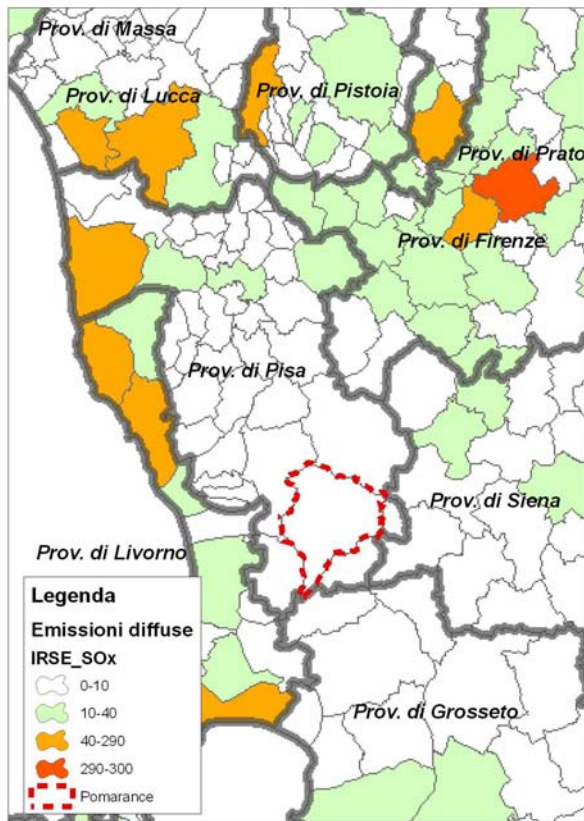 Prov. di Massa
Prov. di Lucca
Prov. di Pistoia
Prov. di Prato
Prov. di Firenze
Prov. di Pisa
Prov. di Siena
Prov. di Livorno
Prov. di Grosseto
Legenda
Emissioni diffuse
IRSE_SOx
0-10
10-40
40-290
290-300
Pomarance